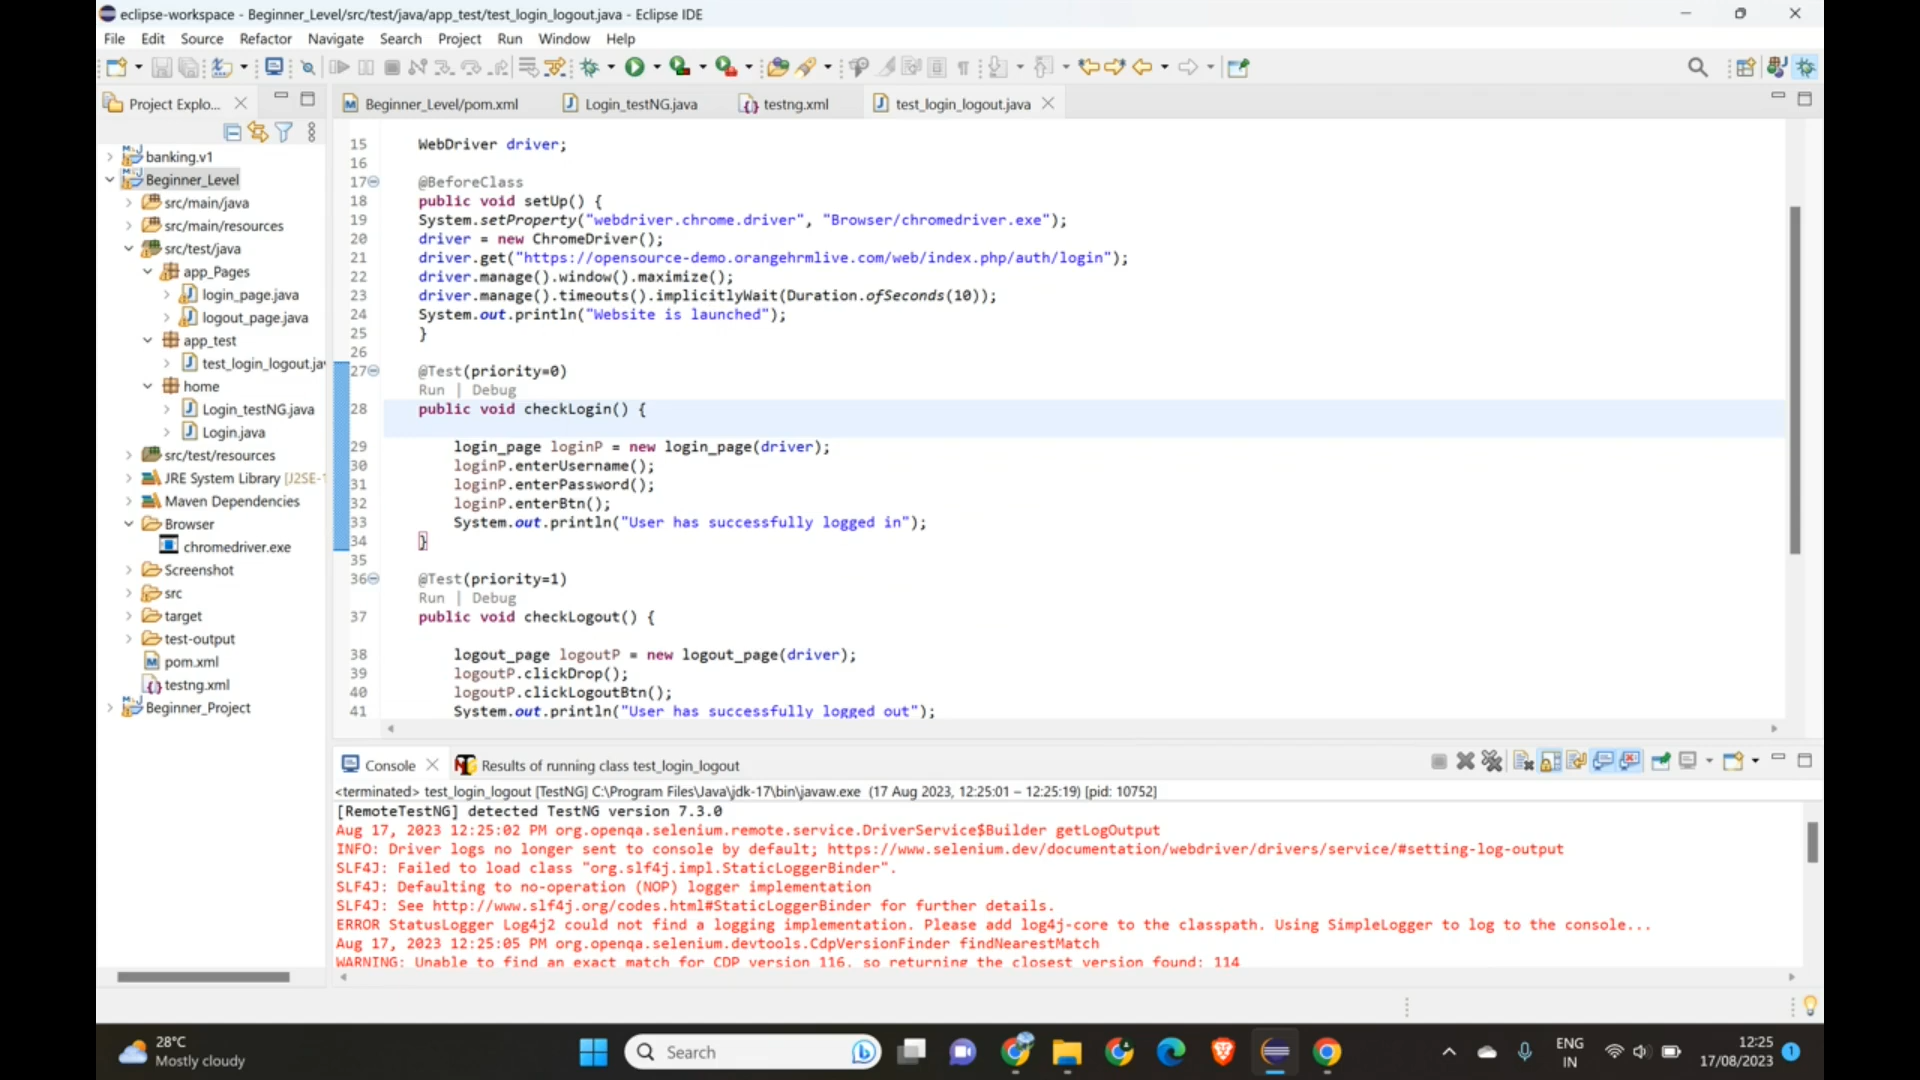 eclipse-workspace - Beginner_Level/src/test/java/app_test/test_login_logout.java - Eclipse IDE
File Edit Source Refactor Navigate Search Project Run Window Help
Project Explo...
Beginner_Level/pom.xml Login_testNG.java testng.xml test_login_logout.java
banking.v1
Beginner_Level
src/main/java
src/main/resources
src/test/java
app_Pages
login_page.java
logout_page.java
app_test
test_login_logout.jav
home
Login_testNG.java
Login.java
src/test/resources
JRE System Library [J2SE-1
Maven Dependencies
Browser
chromedriver.exe
Screenshot
src
target
test-output
pom.xml
testng.xml
Beginner_Project
15 WebDriver driver;
16
17 @BeforeClass
18 public void setUp() {
19 System.setProperty("webdriver.chrome.driver", "Browser/chromedriver.exe");
20 driver = new ChromeDriver();
21 driver.get("https://opensource-demo.orangehrmlive.com/web/index.php/auth/login");
22 driver.manage().window().maximize();
23 driver.manage().timeouts().implicitlyWait(Duration.ofSeconds(10));
24 System.out.println("Website is launched");
25 }
26
27 @Test(priority=0)
Run | Debug
28 public void checkLogin() {
29 login_page loginP = new login_page(driver);
30 loginP.enterUsername();
31 loginP.enterPassword();
32 loginP.enterBtn();
33 System.out.println("User has successfully logged in");
34 }
35
36 @Test(priority=1)
Run | Debug
37 public void checkLogout() {
38 logout_page logoutP = new logout_page(driver);
39 logoutP.clickDrop();
40 logoutP.clickLogoutBtn();
41 System.out.println("User has successfully logged out");
Console Results of running class test_login_logout
<terminated> test_login_logout [TestNG] C:\Program Files\Java\jdk-17\bin\javaw.exe (17 Aug 2023, 12:25:01 – 12:25:19) [pid: 10752]
[RemoteTestNG] detected TestNG version 7.3.0
Aug 17, 2023 12:25:02 PM org.openqa.selenium.remote.service.DriverService$Builder getLogOutput
INFO: Driver logs no longer sent to console by default; https://www.selenium.dev/documentation/webdriver/drivers/service/#setting-log-output
SLF4J: Failed to load class "org.slf4j.impl.StaticLoggerBinder".
SLF4J: Defaulting to no-operation (NOP) logger implementation
SLF4J: See http://www.slf4j.org/codes.html#StaticLoggerBinder for further details.
ERROR StatusLogger Log4j2 could not find a logging implementation. Please add log4j-core to the classpath. Using SimpleLogger to log to the console...
Aug 17, 2023 12:25:05 PM org.openqa.selenium.devtools.CdpVersionFinder findNearestMatch
WARNING: Unable to find an exact match for CDP version 116, so returning the closest version found: 114
28°C
Mostly cloudy
Search
ENG
IN
12:25
17/08/2023
1